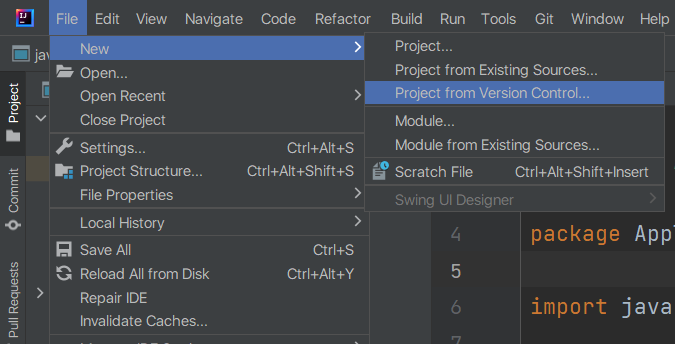 IJ File Edit View Navigate Code Refactor Build Run Tools Git Window Help
jav
Project
Commit
Pull Requests
New
Open...
Open Recent
Close Project
Settings... Ctrl+Alt+S
Project Structure... Ctrl+Alt+Shift+S
File Properties
Local History
Save All Ctrl+S
Reload All from Disk Ctrl+Alt+Y
Repair IDE
Invalidate Caches...
Project...
Project from Existing Sources...
Project from Version Control...
Module...
Module from Existing Sources...
Scratch File Ctrl+Alt+Shift+Insert
Swing UI Designer
4 package App
5
6 import java
7